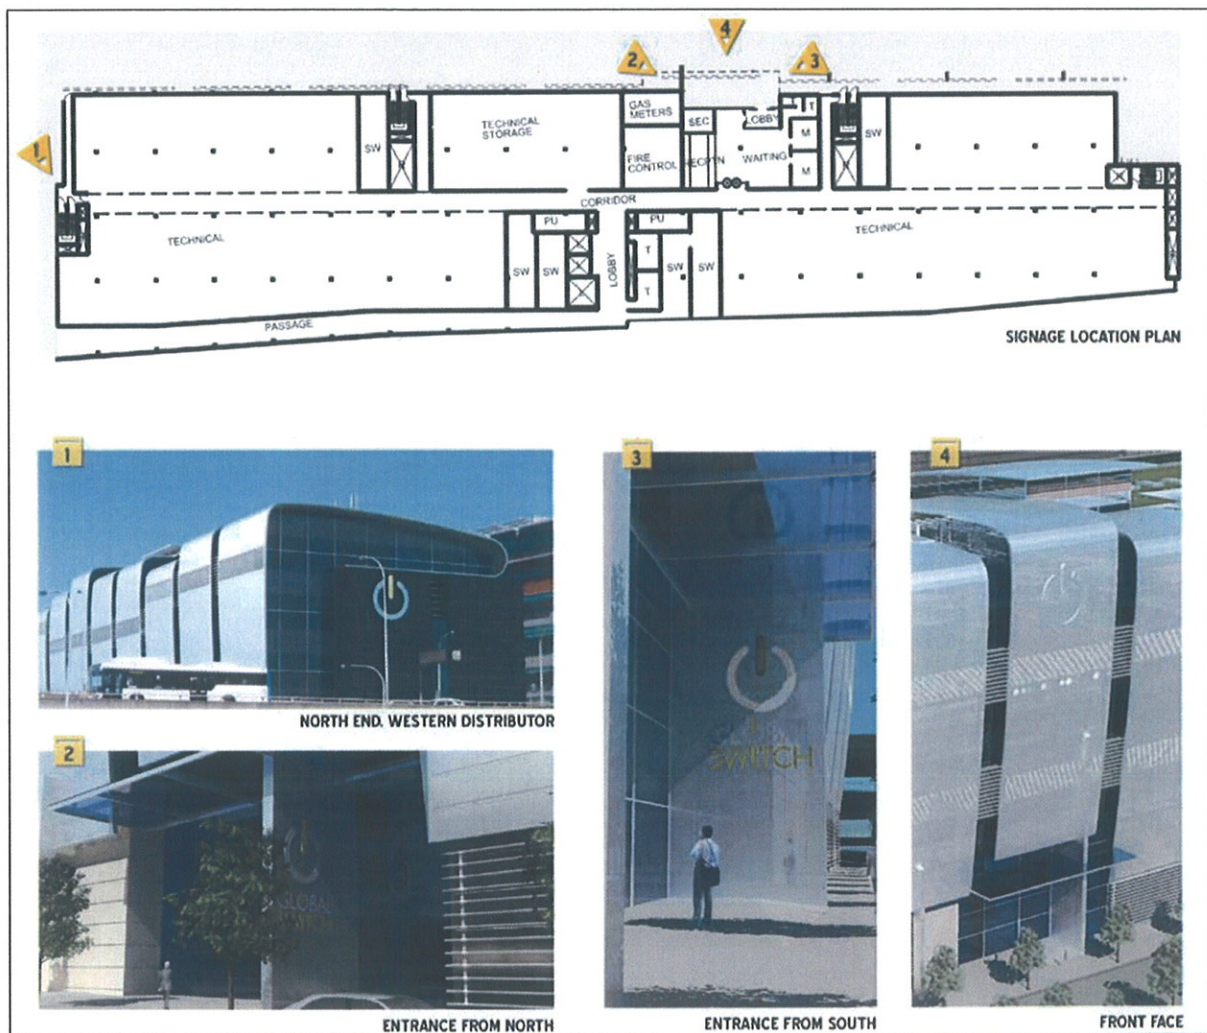 2
4
3
1
GAS
METERS
TECHNICAL
STORAGE
SEC
LOBBY
T
SW
FIRE
CONTROL
RECPTN
WAITING
M
M
SW
CORRIDOR
PU
PU
TECHNICAL
TECHNICAL
SW
SW
LOBBY
T
T
SW
SW
PASSAGE
SIGNAGE LOCATION PLAN
1
NORTH END. WESTERN DISTRIBUTOR
2
GLOBAL
ENTRANCE FROM NORTH
3
SWITCH
ENTRANCE FROM SOUTH
4
FRONT FACE